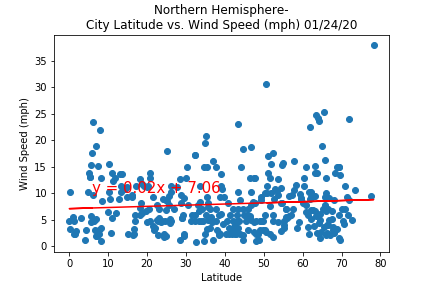 Northern Hemisphere-
City Latitude vs. Wind Speed (mph) 01/24/20
Wind Speed (mph)
35
30
25
20
15
10
5
0
y = 0.02x + 7.06
0 10 20 30 40 50 60 70 80
Latitude